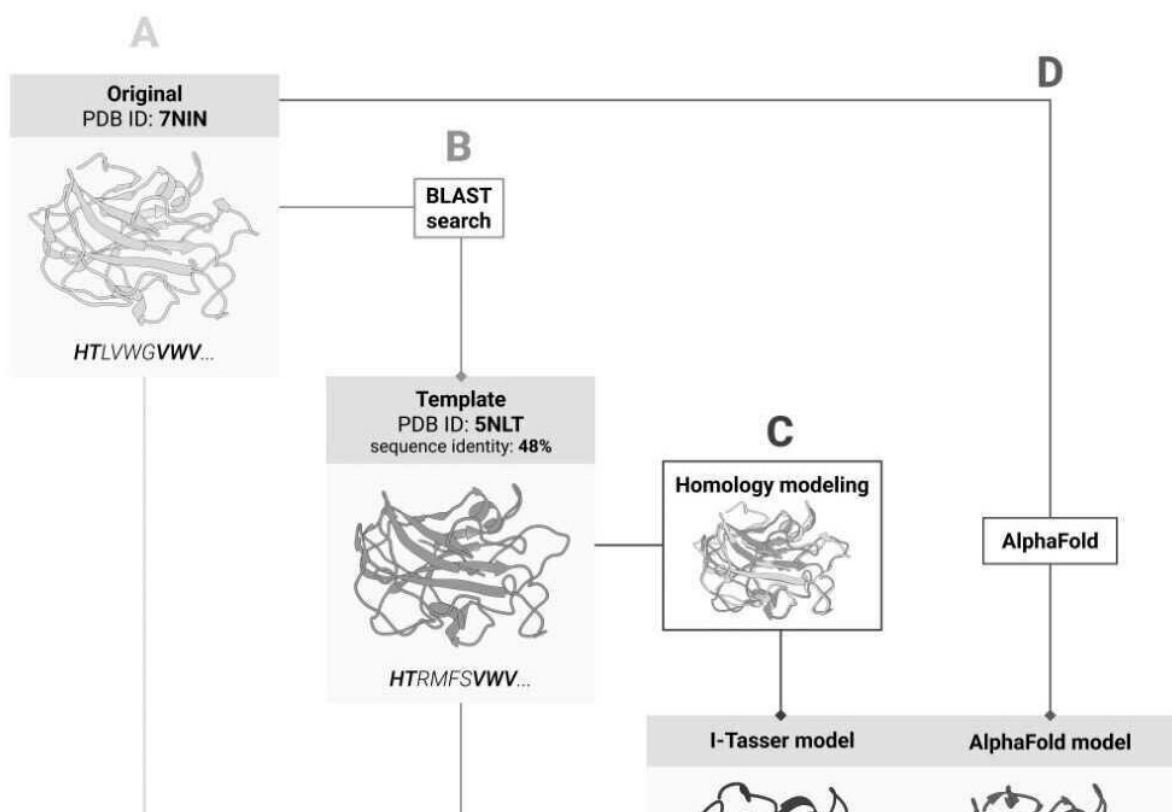 A
Original
PDB ID: 7NIN
HTLVWGVWV...
B
BLAST
search
Template
PDB ID: 5NLT
sequence identity: 48%
HTRMFSVWV...
C
Homology modeling
D
AlphaFold
I-Tasser model
AlphaFold model